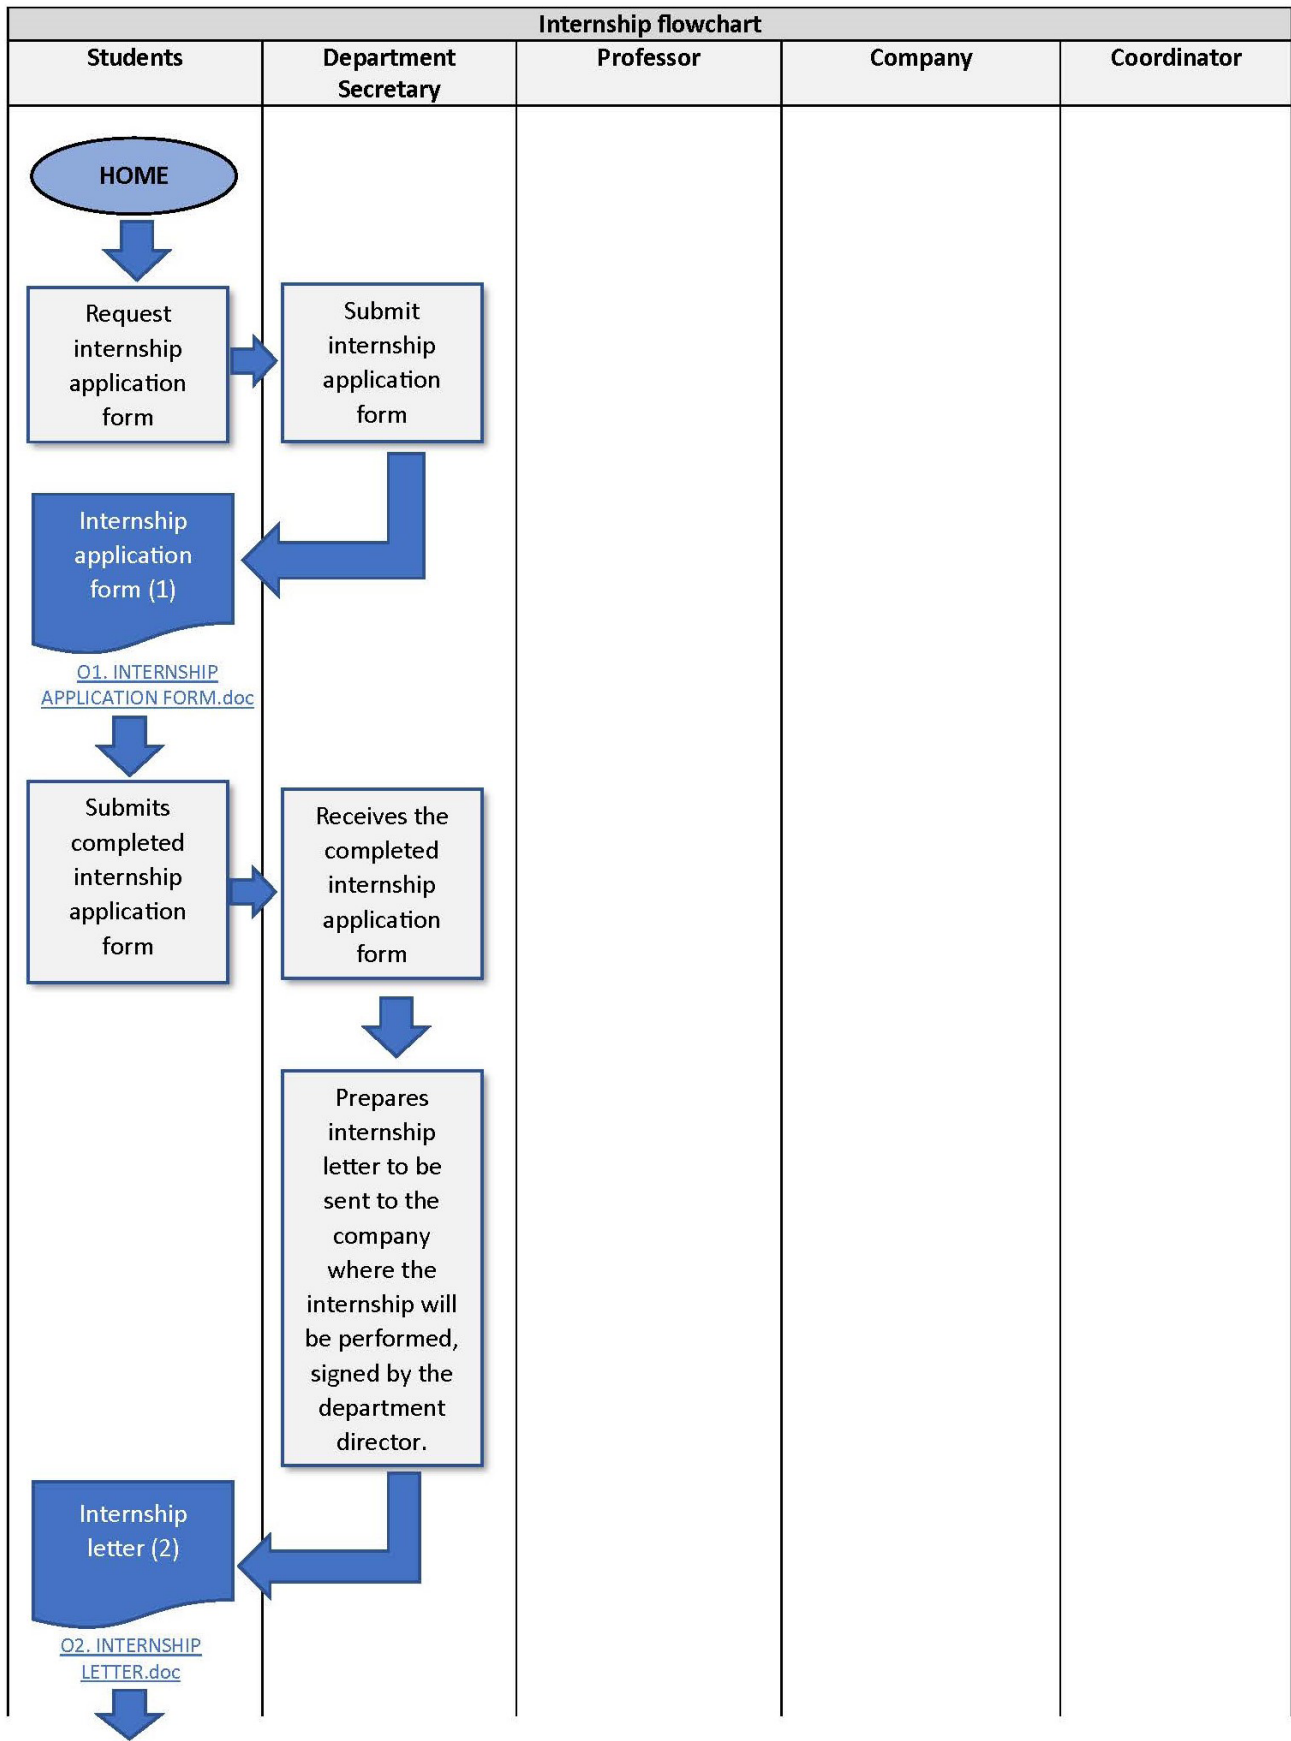 Internship flowchart
Students
Department
Secretary
Professor
Company
Coordinator
HOME
Request
internship
application
form
Submit
internship
application
form
Internship
application
form (1)
O1. INTERNSHIP
APPLICATION FORM.doc
Submits
completed
internship
application
form
Receives the
completed
internship
application
form
Prepares
internship
letter to be
sent to the
company
where the
internship will
be performed,
signed by the
department
director.
Internship
letter (2)
O2. INTERNSHIP
LETTER.doc